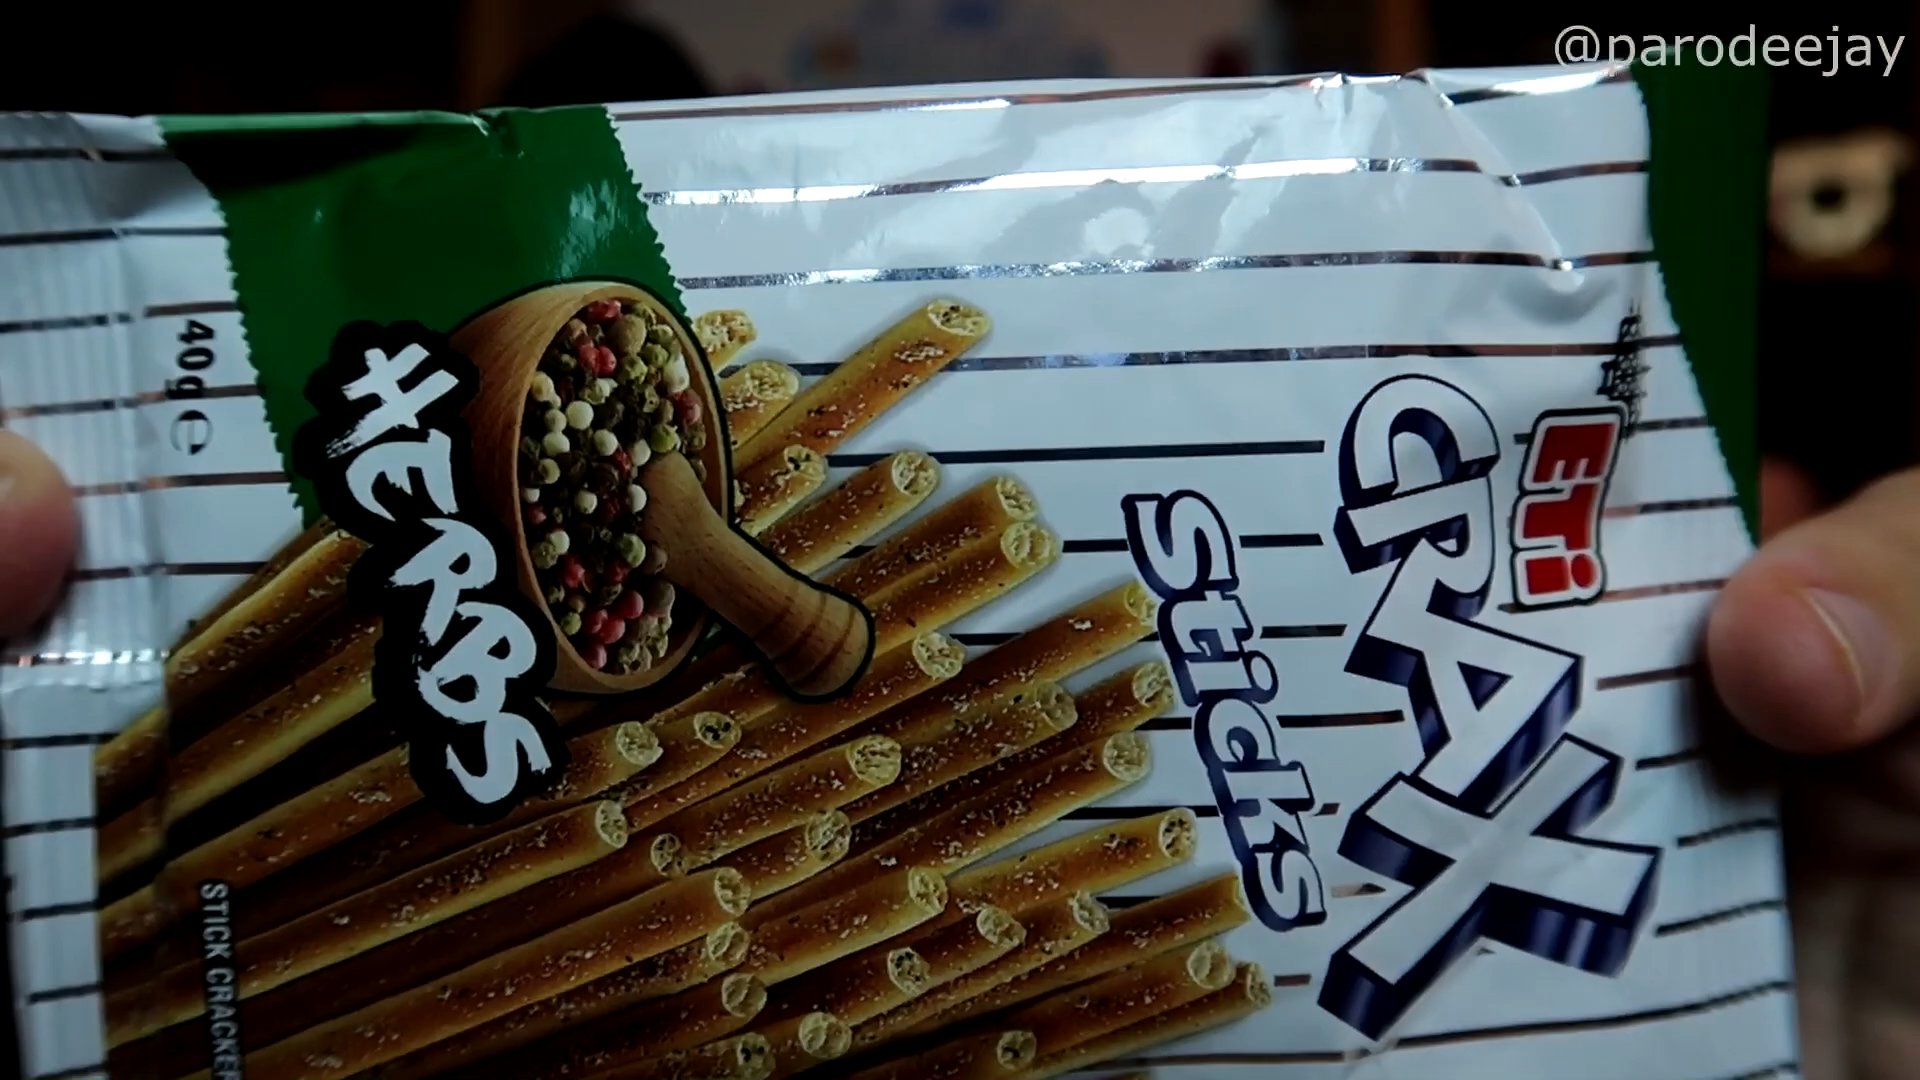 @parodeejay
ETi
CRAX
Sticks
HERBS
40g e
STICK CRACKER